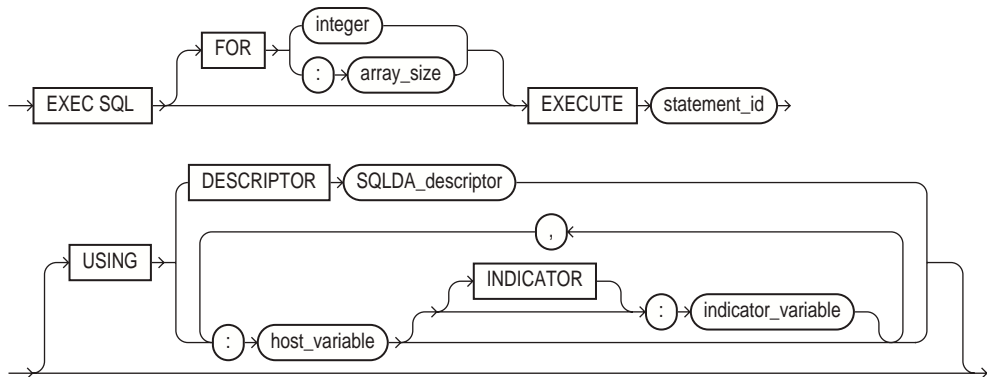 integer
FOR
: array_size
EXEC SQL EXECUTE statement_id
DESCRIPTOR SQLDA_descriptor
,
USING
INDICATOR
: indicator_variable
: host_variable